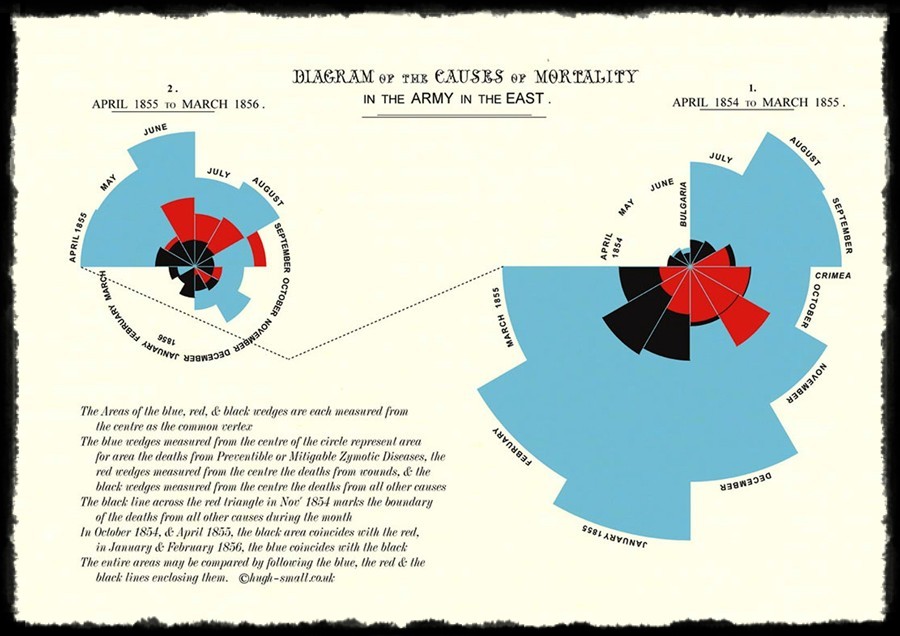 DIAGRAM OF THE CAUSES OF MORTALITY
IN THE ARMY IN THE EAST.
2.
APRIL 1855 TO MARCH 1856.
1.
APRIL 1854 TO MARCH 1855.
APRIL 1855
MAY
JUNE
JULY
AUGUST
SEPTEMBER
OCTOBER
NOVEMBER
DECEMBER
JANUARY
1856
FEBRUARY
MARCH
APRIL
1854
MAY
JUNE
BULGARIA
JULY
AUGUST
SEPTEMBER
CRIMEA
OCTOBER
NOVEMBER
DECEMBER
JANUARY 1855
FEBRUARY
MARCH 1855
The Areas of the blue, red, & black wedges are each measured from
the centre as the common vertex
The blue wedges measured from the centre of the circle represent area
for area the deaths from Preventible or Mitigable Zymotic Diseases, the
red wedges measured from the centre the deaths from wounds, & the
black wedges measured from the centre the deaths from all other causes
The black line across the red triangle in Nov' 1854 marks the boundary
of the deaths from all other causes during the month
In October 1854, & April 1855, the black area coincides with the red,
in January & February 1856, the blue coincides with the black
The entire areas may be compared by following the blue, the red & the
black lines enclosing them. ©hugh-small.co.uk